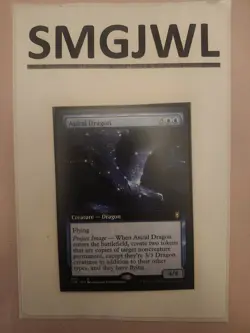 SMGJWL
Astral Dragon
Creature — Dragon
Flying
Project Image — When Astral Dragon
enters the battlefield, create two tokens
that are copies of target noncreature
permanent, except they're 3/3 Dragon
creatures in addition to their other
types, and they have flying.
4/4